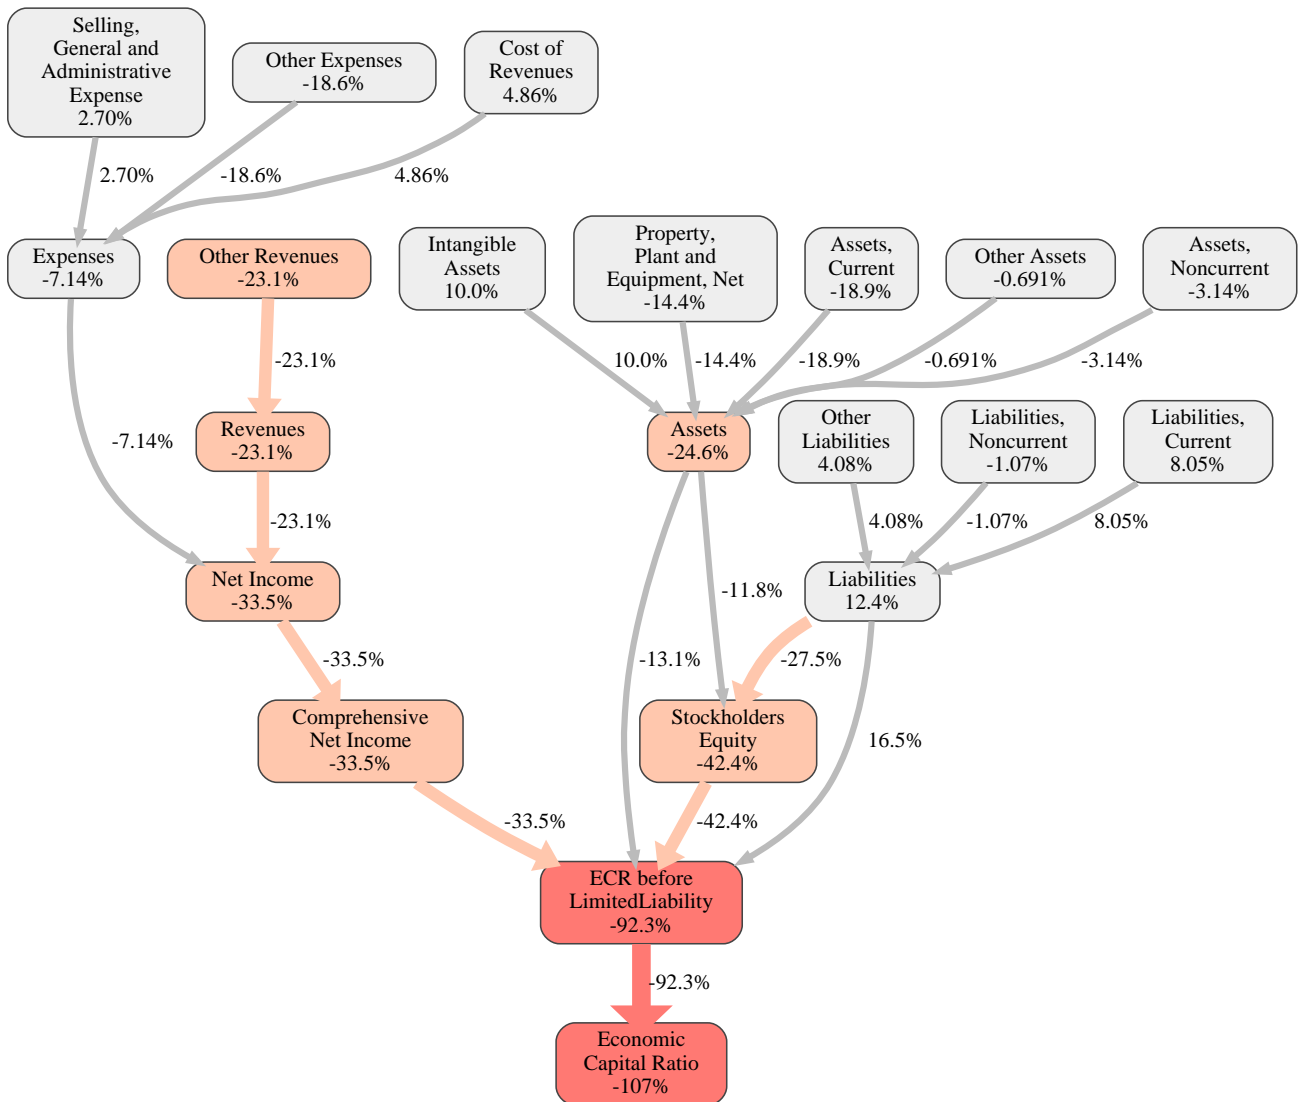 Selling,
General and
Administrative
Expense
2.70%
Other Expenses
-18.6%
Cost of
Revenues
4.86%
2.70%
-18.6%
4.86%
Expenses
-7.14%
Other Revenues
-23.1%
Intangible
Assets
10.0%
Property,
Plant and
Equipment, Net
-14.4%
Assets,
Current
-18.9%
Other Assets
-0.691%
Assets,
Noncurrent
-3.14%
-23.1%
10.0%
-14.4%
-18.9%
-0.691%
-3.14%
Revenues
-23.1%
Assets
-24.6%
Other
Liabilities
4.08%
Liabilities,
Noncurrent
-1.07%
Liabilities,
Current
8.05%
-7.14%
-23.1%
4.08%
-1.07%
8.05%
Net Income
-33.5%
-11.8%
Liabilities
12.4%
-33.5%
-13.1%
-27.5%
Comprehensive
Net Income
-33.5%
Stockholders
Equity
-42.4%
16.5%
-33.5%
-42.4%
ECR before
LimitedLiability
-92.3%
-92.3%
Economic
Capital Ratio
-107%